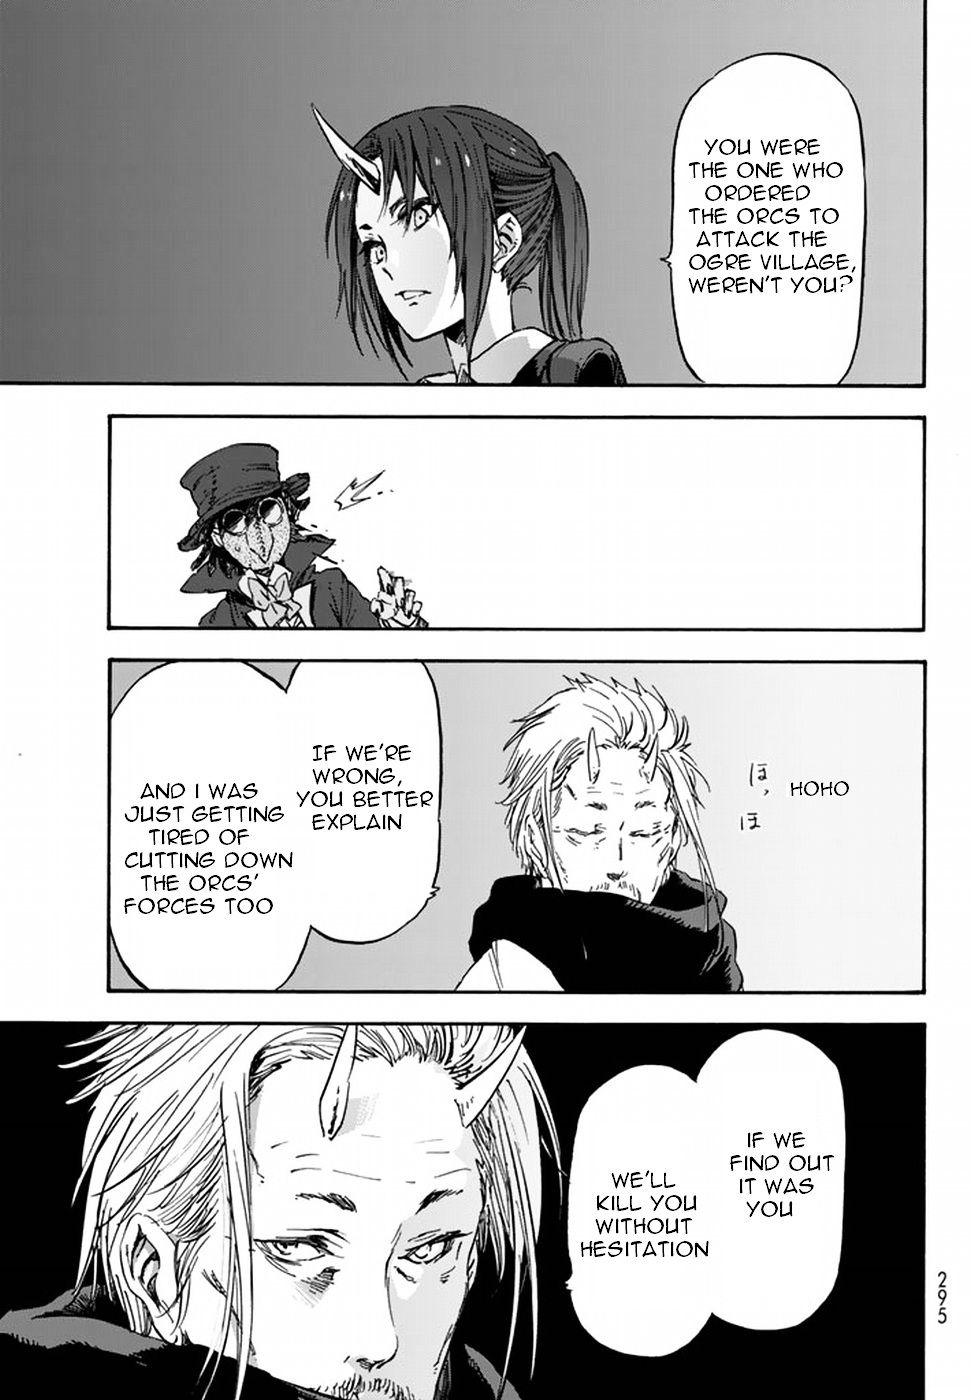 YOU WERE
THE ONE WHO
ORDERED
THE ORCS TO
ATTACK THE
OGRE VILLAGE,
WEREN'T YOU?
ほっ
ほ
HOHO
IF WE'RE
WRONG,
YOU BETTER
EXPLAIN
AND I WAS
JUST GETTING
TIRED OF
CUTTING DOWN
THE ORCS'
FORCES TOO
IF WE
FIND OUT
IT WAS
YOU
WE'LL
KILL YOU
WITHOUT
HESITATION
295